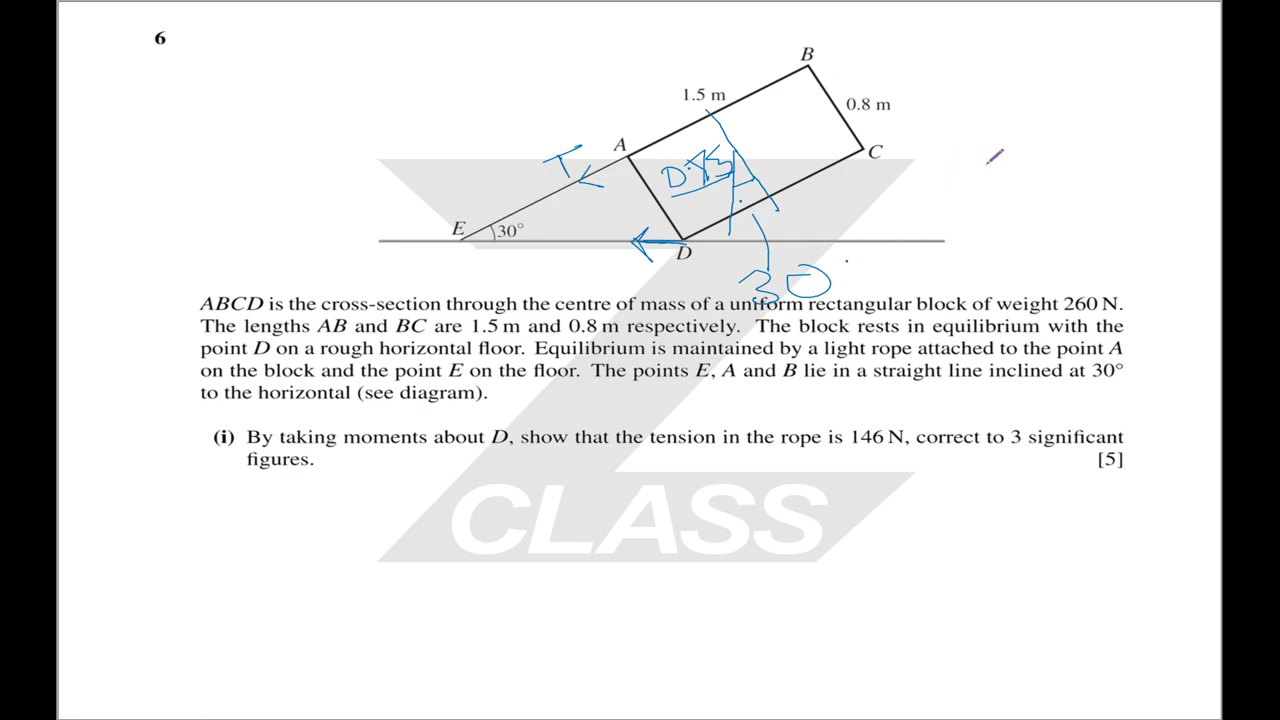 6
B
1.5 m
0.8 m
A
C
T
E
30°
D
30
ABCD is the cross-section through the centre of mass of a uniform rectangular block of weight 260 N.
The lengths AB and BC are 1.5 m and 0.8 m respectively. The block rests in equilibrium with the
point D on a rough horizontal floor. Equilibrium is maintained by a light rope attached to the point A
on the block and the point E on the floor. The points E, A and B lie in a straight line inclined at 30°
to the horizontal (see diagram).
(i) By taking moments about D, show that the tension in the rope is 146 N, correct to 3 significant
figures. [5]
CLASS